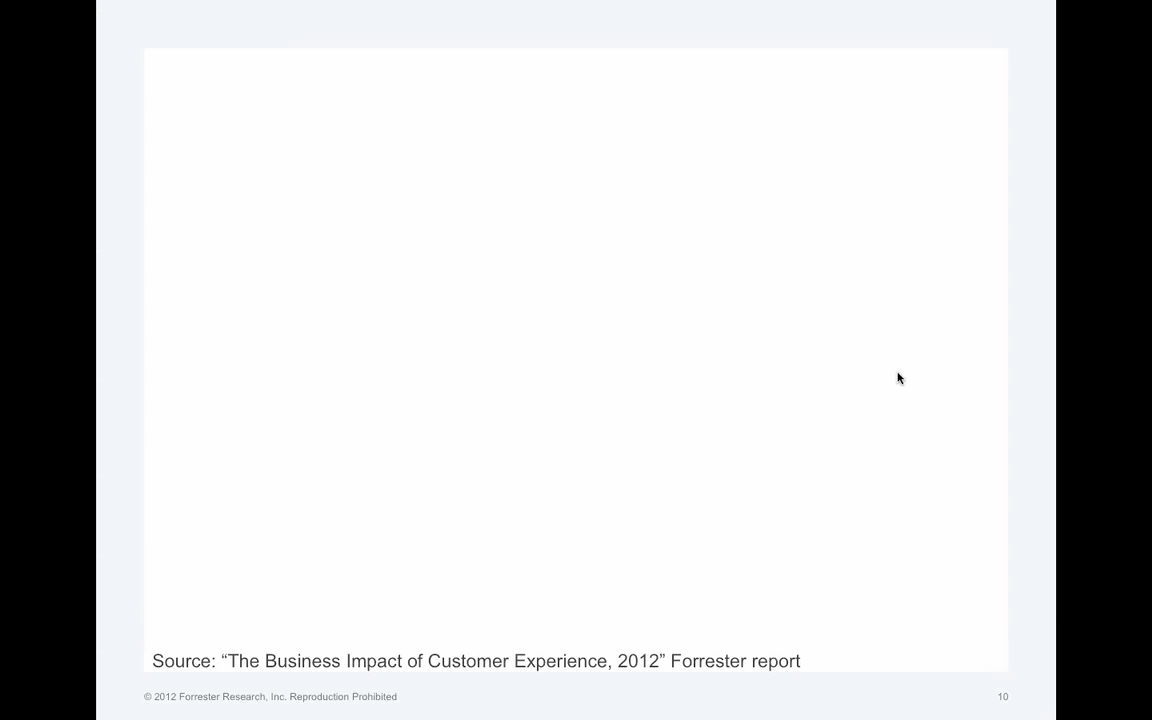 Source: “The Business Impact of Customer Experience, 2012” Forrester report
© 2012 Forrester Research, Inc. Reproduction Prohibited
10